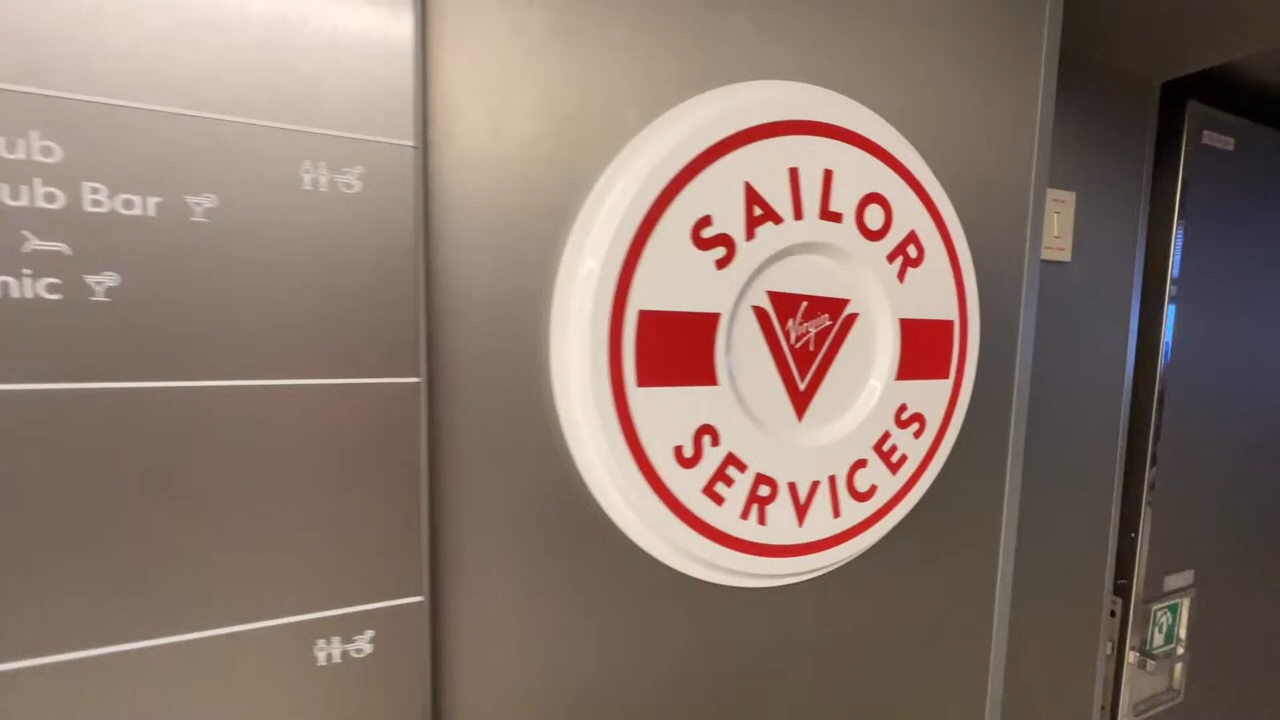 ub
ub Bar
nic
SAILOR
Virgin
SERVICES